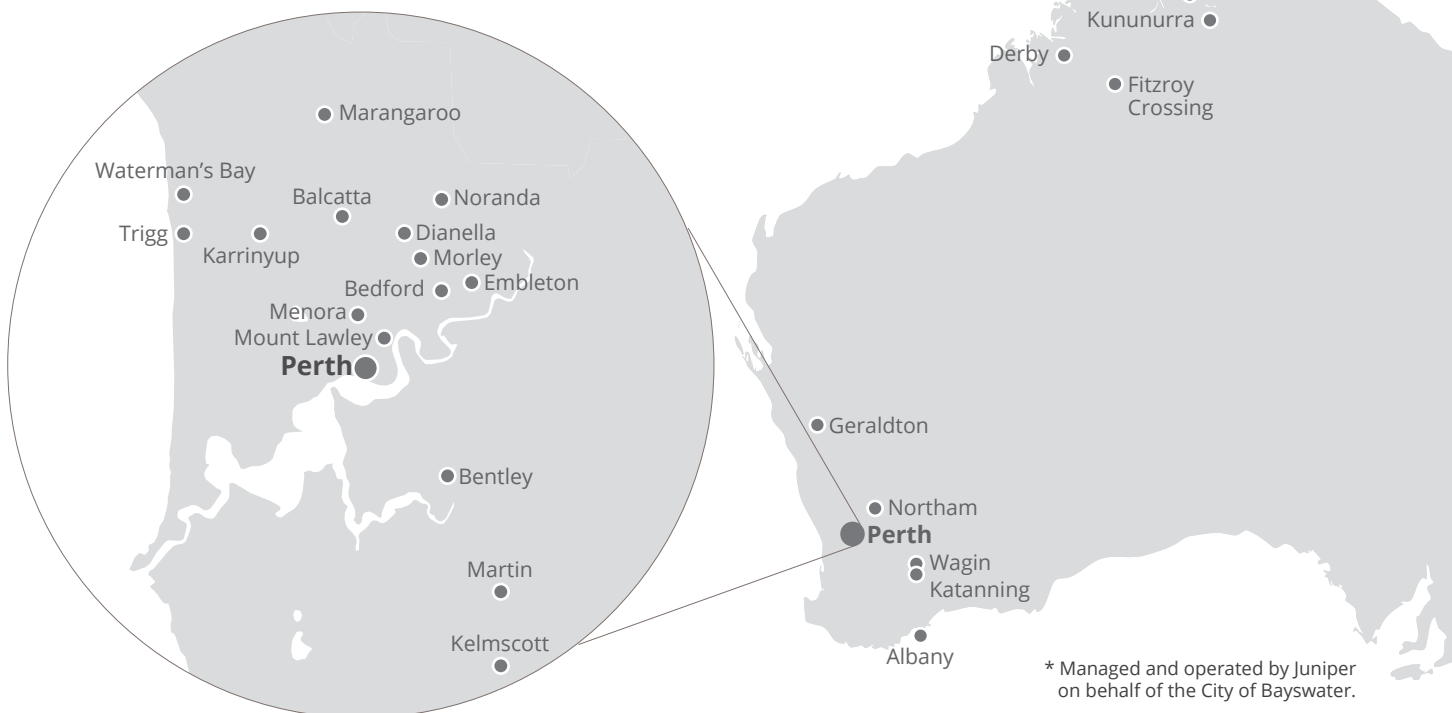 Marangaroo
Waterman’s Bay
Balcatta
Noranda
Trigg
Karrinyup
Dianella
Morley
Bedford
Embleton
Menora
Mount Lawley
Perth
Bentley
Martin
Kelmscott
Kununurra
Derby
Fitzroy
Crossing
Geraldton
Northam
Perth
Wagin
Katanning
Albany
* Managed and operated by Juniper
on behalf of the City of Bayswater.